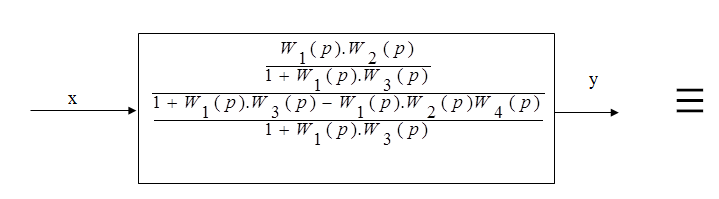 W₁(p).W₂(p)
1 + W₁(p).W₃(p)
1 + W₁(p).W₃(p) − W₁(p).W₂(p)W₄(p)
1 + W₁(p).W₃(p)
x
y
≡